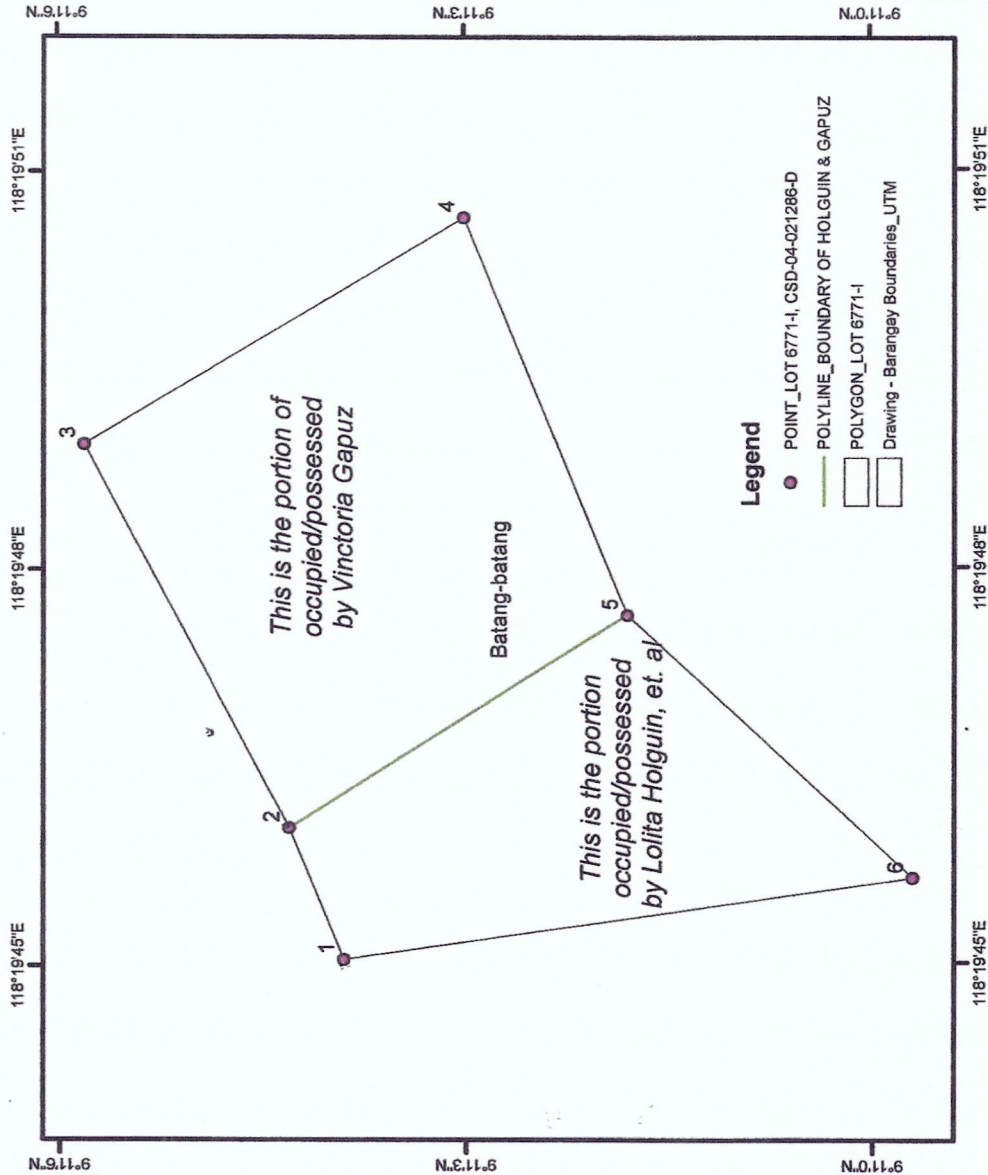 118°19'45"E
118°19'48"E
118°19'51"E
9°11'6"N
9°11'6"N
3
2
1
This is the portion of
occupied/possessed
by Vinctoria Gapuz
9°11'3"N
9°11'3"N
4
Batang-batang
5
This is the portion
occupied/possessed
by Lolita Holguin, et. al
6
Legend
POINT_LOT 6771-I, CSD-04-021286-D
POLYLINE_BOUNDARY OF HOLGUIN & GAPUZ
POLYGON_LOT 6771-I
Drawing - Barangay Boundaries_UTM
9°11'0"N
9°11'0"N
118°19'45"E
118°19'48"E
118°19'51"E